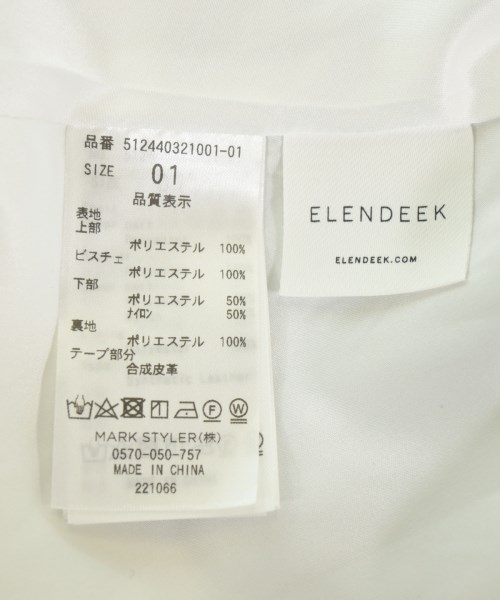 品番 512440321001-01
SIZE 01
品質表示
表地
上部
ポリエステル 100%
ビスチェ
ポリエステル 100%
下部
ポリエステル 50%
ナイロン 50%
裏地
ポリエステル 100%
テープ部分
合成皮革
MARK STYLER(株)
0570-050-757
MADE IN CHINA
221066
ELENDEEK
ELENDEEK.COM